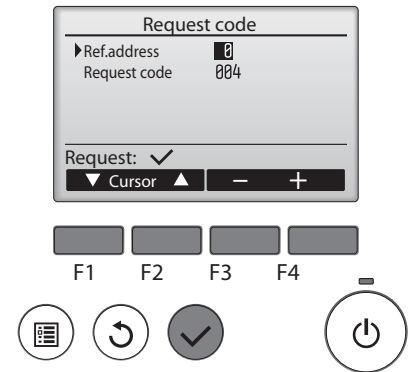 Request code
Ref.address 0
Request code 004
Request: ✓
▼ Cursor ▲ − +
F1 F2 F3 F4